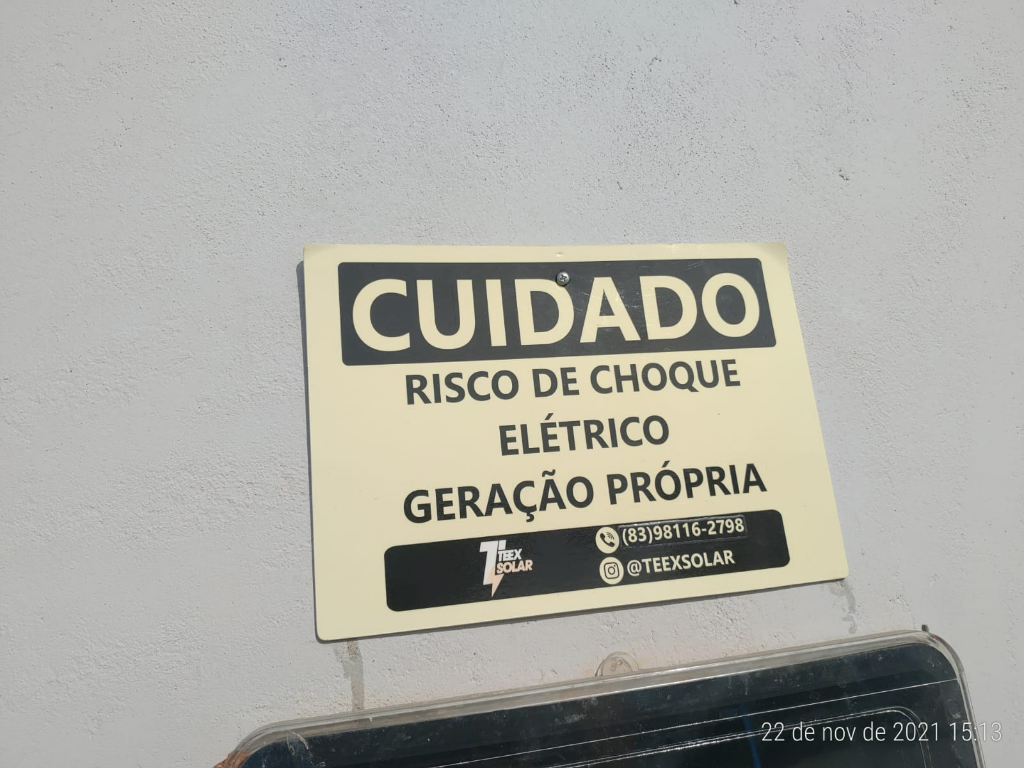 CUIDADO
RISCO DE CHOQUE
ELÉTRICO
GERAÇÃO PRÓPRIA
TEEX
SOLAR
(83)98116-2798
@TEEXSOLAR
22 de nov de 2021 15:13